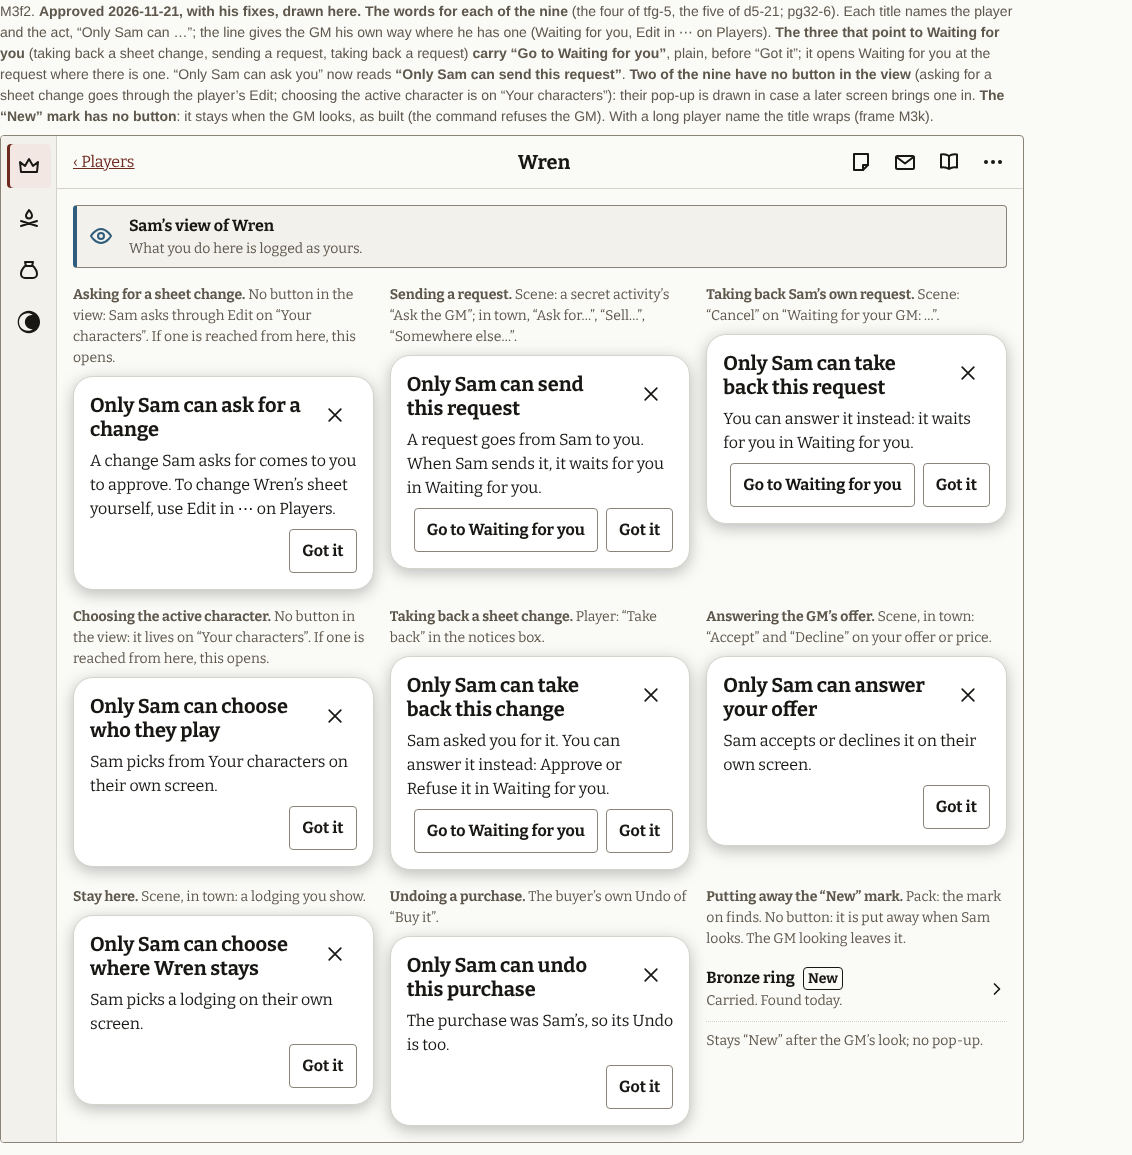 M3f2. Approved 2026-11-21, with his fixes, drawn here. The words for each of the nine (the four of tfg-5, the five of d5-21; pg32-6). Each title names the player
and the act, “Only Sam can …”; the line gives the GM his own way where he has one (Waiting for you, Edit in ⋯ on Players). The three that point to Waiting for
you (taking back a sheet change, sending a request, taking back a request) carry “Go to Waiting for you”, plain, before “Got it”; it opens Waiting for you at the
request where there is one. “Only Sam can ask you” now reads “Only Sam can send this request”. Two of the nine have no button in the view (asking for a
sheet change goes through the player’s Edit; choosing the active character is on “Your characters”): their pop-up is drawn in case a later screen brings one in. The
“New” mark has no button: it stays when the GM looks, as built (the command refuses the GM). With a long player name the title wraps (frame M3k).
‹ Players
Wren
Sam’s view of Wren
What you do here is logged as yours.
Asking for a sheet change. No button in the
view: Sam asks through Edit on “Your
characters”. If one is reached from here, this
opens.
Only Sam can ask for a
change
A change Sam asks for comes to you
to approve. To change Wren’s sheet
yourself, use Edit in ⋯ on Players.
Got it
Sending a request. Scene: a secret activity’s
“Ask the GM”; in town, “Ask for…”, “Sell…”,
“Somewhere else…”.
Only Sam can send
this request
A request goes from Sam to you.
When Sam sends it, it waits for you
in Waiting for you.
Go to Waiting for you
Got it
Taking back Sam’s own request. Scene:
“Cancel” on “Waiting for your GM: …”.
Only Sam can take
back this request
You can answer it instead: it waits
for you in Waiting for you.
Go to Waiting for you
Got it
Choosing the active character. No button in
the view: it lives on “Your characters”. If one is
reached from here, this opens.
Only Sam can choose
who they play
Sam picks from Your characters on
their own screen.
Got it
Taking back a sheet change. Player: “Take
back” in the notices box.
Only Sam can take
back this change
Sam asked you for it. You can
answer it instead: Approve or
Refuse it in Waiting for you.
Go to Waiting for you
Got it
Answering the GM’s offer. Scene, in town:
“Accept” and “Decline” on your offer or price.
Only Sam can answer
your offer
Sam accepts or declines it on their
own screen.
Got it
Stay here. Scene, in town: a lodging you show.
Only Sam can choose
where Wren stays
Sam picks a lodging on their own
screen.
Got it
Undoing a purchase. The buyer’s own Undo of
“Buy it”.
Only Sam can undo
this purchase
The purchase was Sam’s, so its Undo
is too.
Got it
Putting away the “New” mark. Pack: the mark
on finds. No button: it is put away when Sam
looks. The GM looking leaves it.
Bronze ring New
Carried. Found today.
Stays “New” after the GM’s look; no pop-up.